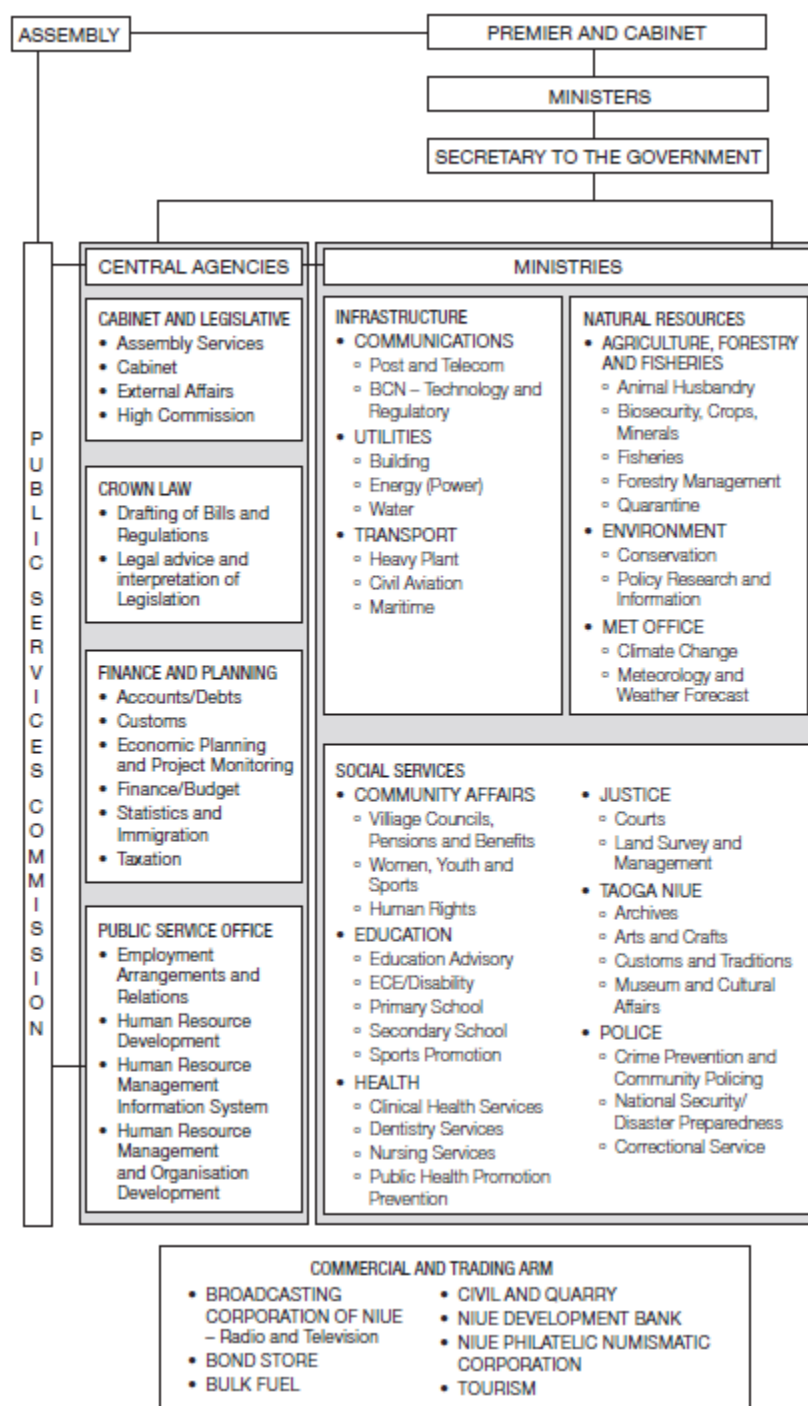 ASSEMBLY
PREMIER AND CABINET
MINISTERS
SECRETARY TO THE GOVERNMENT
PUBLIC SERVICES COMMISSION
CENTRAL AGENCIES
CABINET AND LEGISLATIVE
• Assembly Services
• Cabinet
• External Affairs
• High Commission
CROWN LAW
• Drafting of Bills and
Regulations
• Legal advice and
interpretation of
Legislation
FINANCE AND PLANNING
• Accounts/Debts
• Customs
• Economic Planning
and Project Monitoring
• Finance/Budget
• Statistics and
Immigration
• Taxation
PUBLIC SERVICE OFFICE
• Employment
Arrangements and
Relations
• Human Resource
Development
• Human Resource
Management
Information System
• Human Resource
Management
and Organisation
Development
MINISTRIES
INFRASTRUCTURE
• COMMUNICATIONS
◦ Post and Telecom
◦ BCN – Technology and
Regulatory
• UTILITIES
◦ Building
◦ Energy (Power)
◦ Water
• TRANSPORT
◦ Heavy Plant
◦ Civil Aviation
◦ Maritime
NATURAL RESOURCES
• AGRICULTURE, FORESTRY
AND FISHERIES
◦ Animal Husbandry
◦ Biosecurity, Crops,
Minerals
◦ Fisheries
◦ Forestry Management
◦ Quarantine
• ENVIRONMENT
◦ Conservation
◦ Policy Research and
Information
• MET OFFICE
◦ Climate Change
◦ Meteorology and
Weather Forecast
SOCIAL SERVICES
• COMMUNITY AFFAIRS
◦ Village Councils,
Pensions and Benefits
◦ Women, Youth and
Sports
◦ Human Rights
• EDUCATION
◦ Education Advisory
◦ ECE/Disability
◦ Primary School
◦ Secondary School
◦ Sports Promotion
• HEALTH
◦ Clinical Health Services
◦ Dentistry Services
◦ Nursing Services
◦ Public Health Promotion
Prevention
• JUSTICE
◦ Courts
◦ Land Survey and
Management
• TAOGA NIUE
◦ Archives
◦ Arts and Crafts
◦ Customs and Traditions
◦ Museum and Cultural
Affairs
• POLICE
◦ Crime Prevention and
Community Policing
◦ National Security/
Disaster Preparedness
◦ Correctional Service
COMMERCIAL AND TRADING ARM
• BROADCASTING
CORPORATION OF NIUE
– Radio and Television
• BOND STORE
• BULK FUEL
• CIVIL AND QUARRY
• NIUE DEVELOPMENT BANK
• NIUE PHILATELIC NUMISMATIC
CORPORATION
• TOURISM